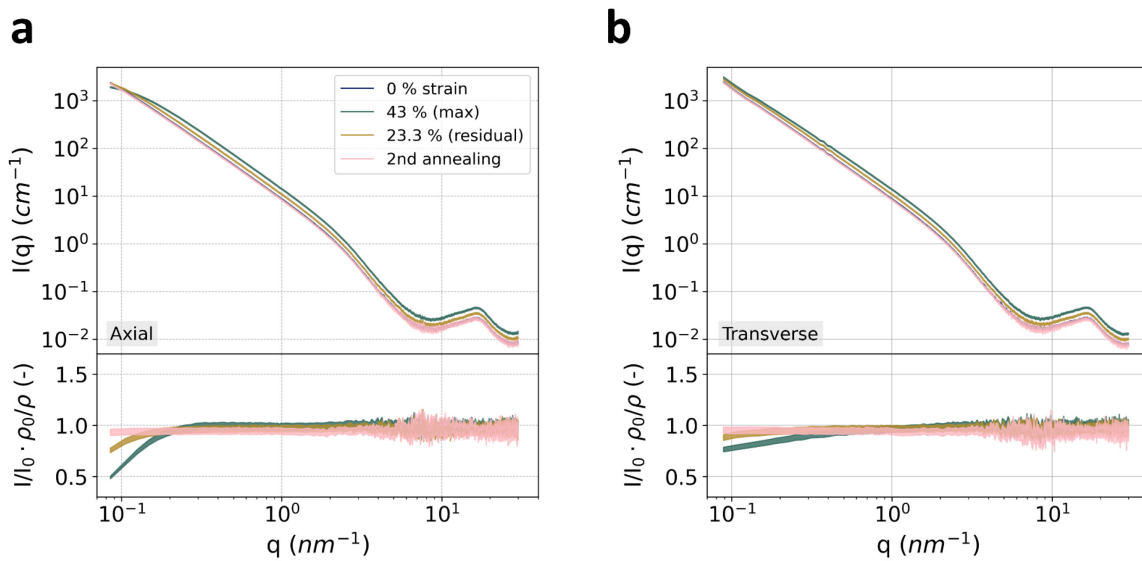 a
b
I(q) (cm⁻¹)
10³
10²
10¹
10⁰
10⁻¹
10⁻²
0 % strain
43 % (max)
23.3 % (residual)
2nd annealing
Axial
I/I₀ · ρ₀/ρ (-)
1.5
1.0
0.5
10⁻¹
10⁰
10¹
q (nm⁻¹)
I(q) (cm⁻¹)
10³
10²
10¹
10⁰
10⁻¹
10⁻²
Transverse
I/I₀ · ρ₀/ρ (-)
1.5
1.0
0.5
10⁻¹
10⁰
10¹
q (nm⁻¹)